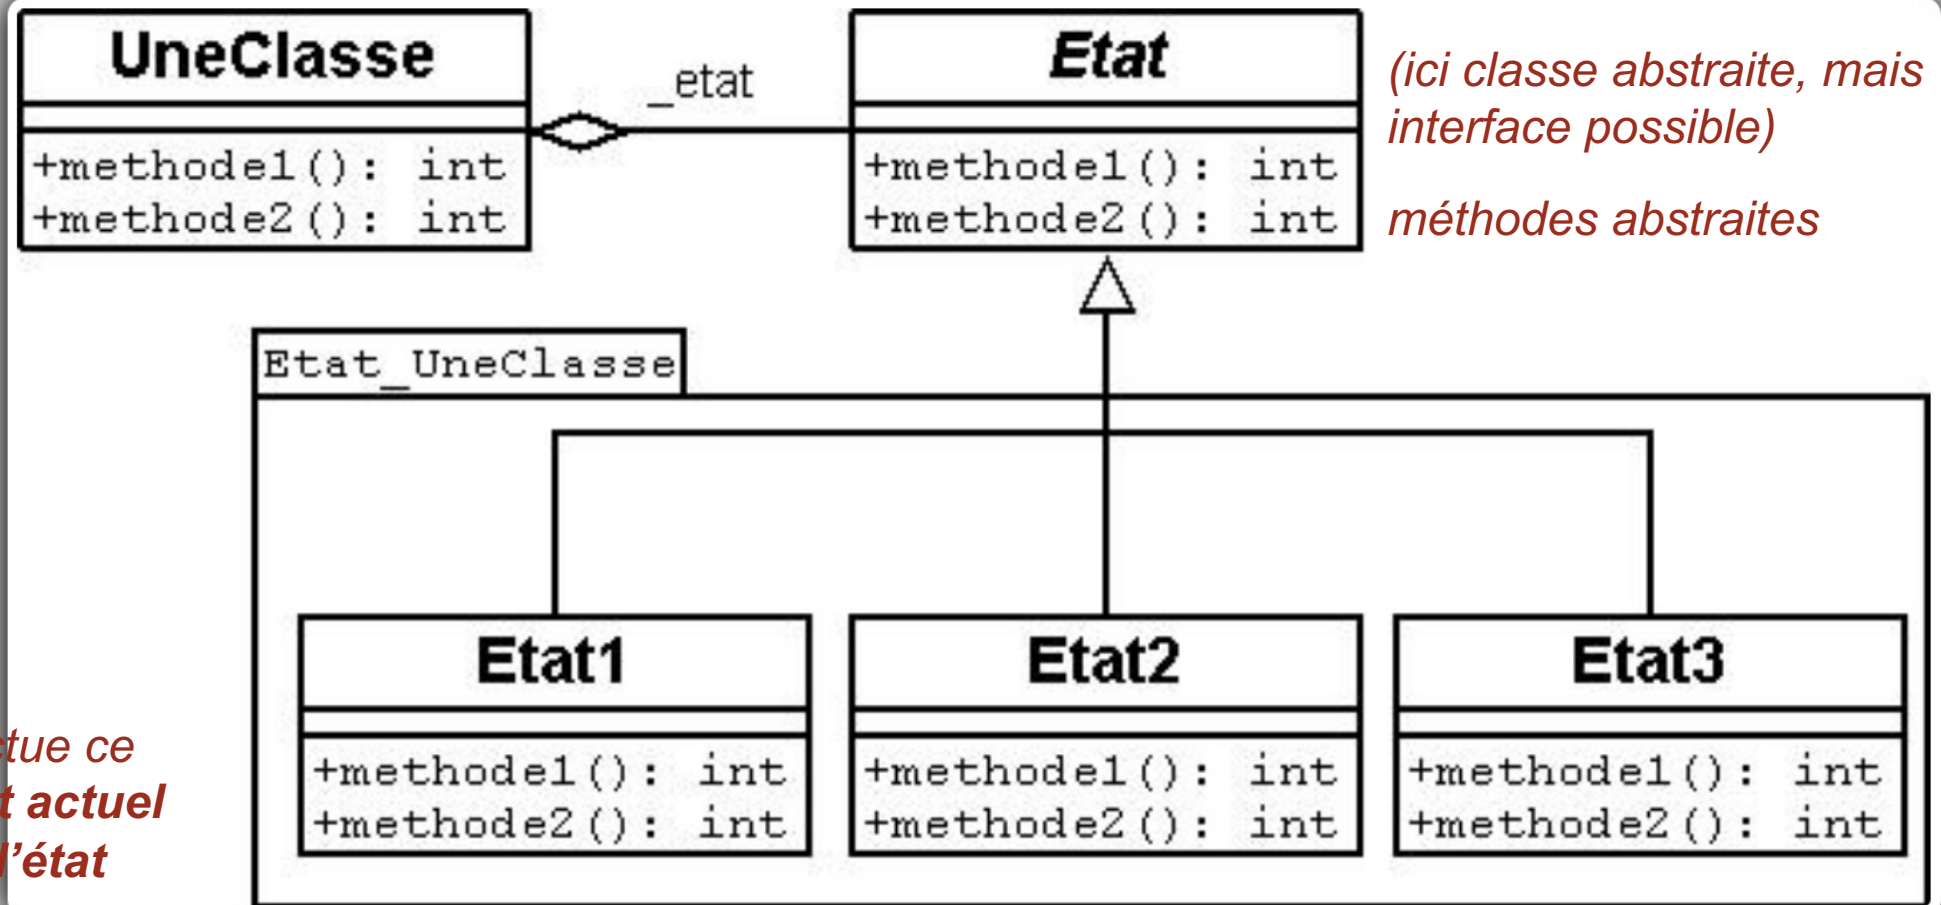 UneClasse
+methode1(): int
+methode2(): int
_etat
Etat
+methode1(): int
+methode2(): int
(ici classe abstraite, mais
interface possible)
méthodes abstraites
Etat_UneClasse
Etat1
+methode1(): int
+methode2(): int
Etat2
+methode1(): int
+methode2(): int
Etat3
+methode1(): int
+methode2(): int
ce
actuel
l'état